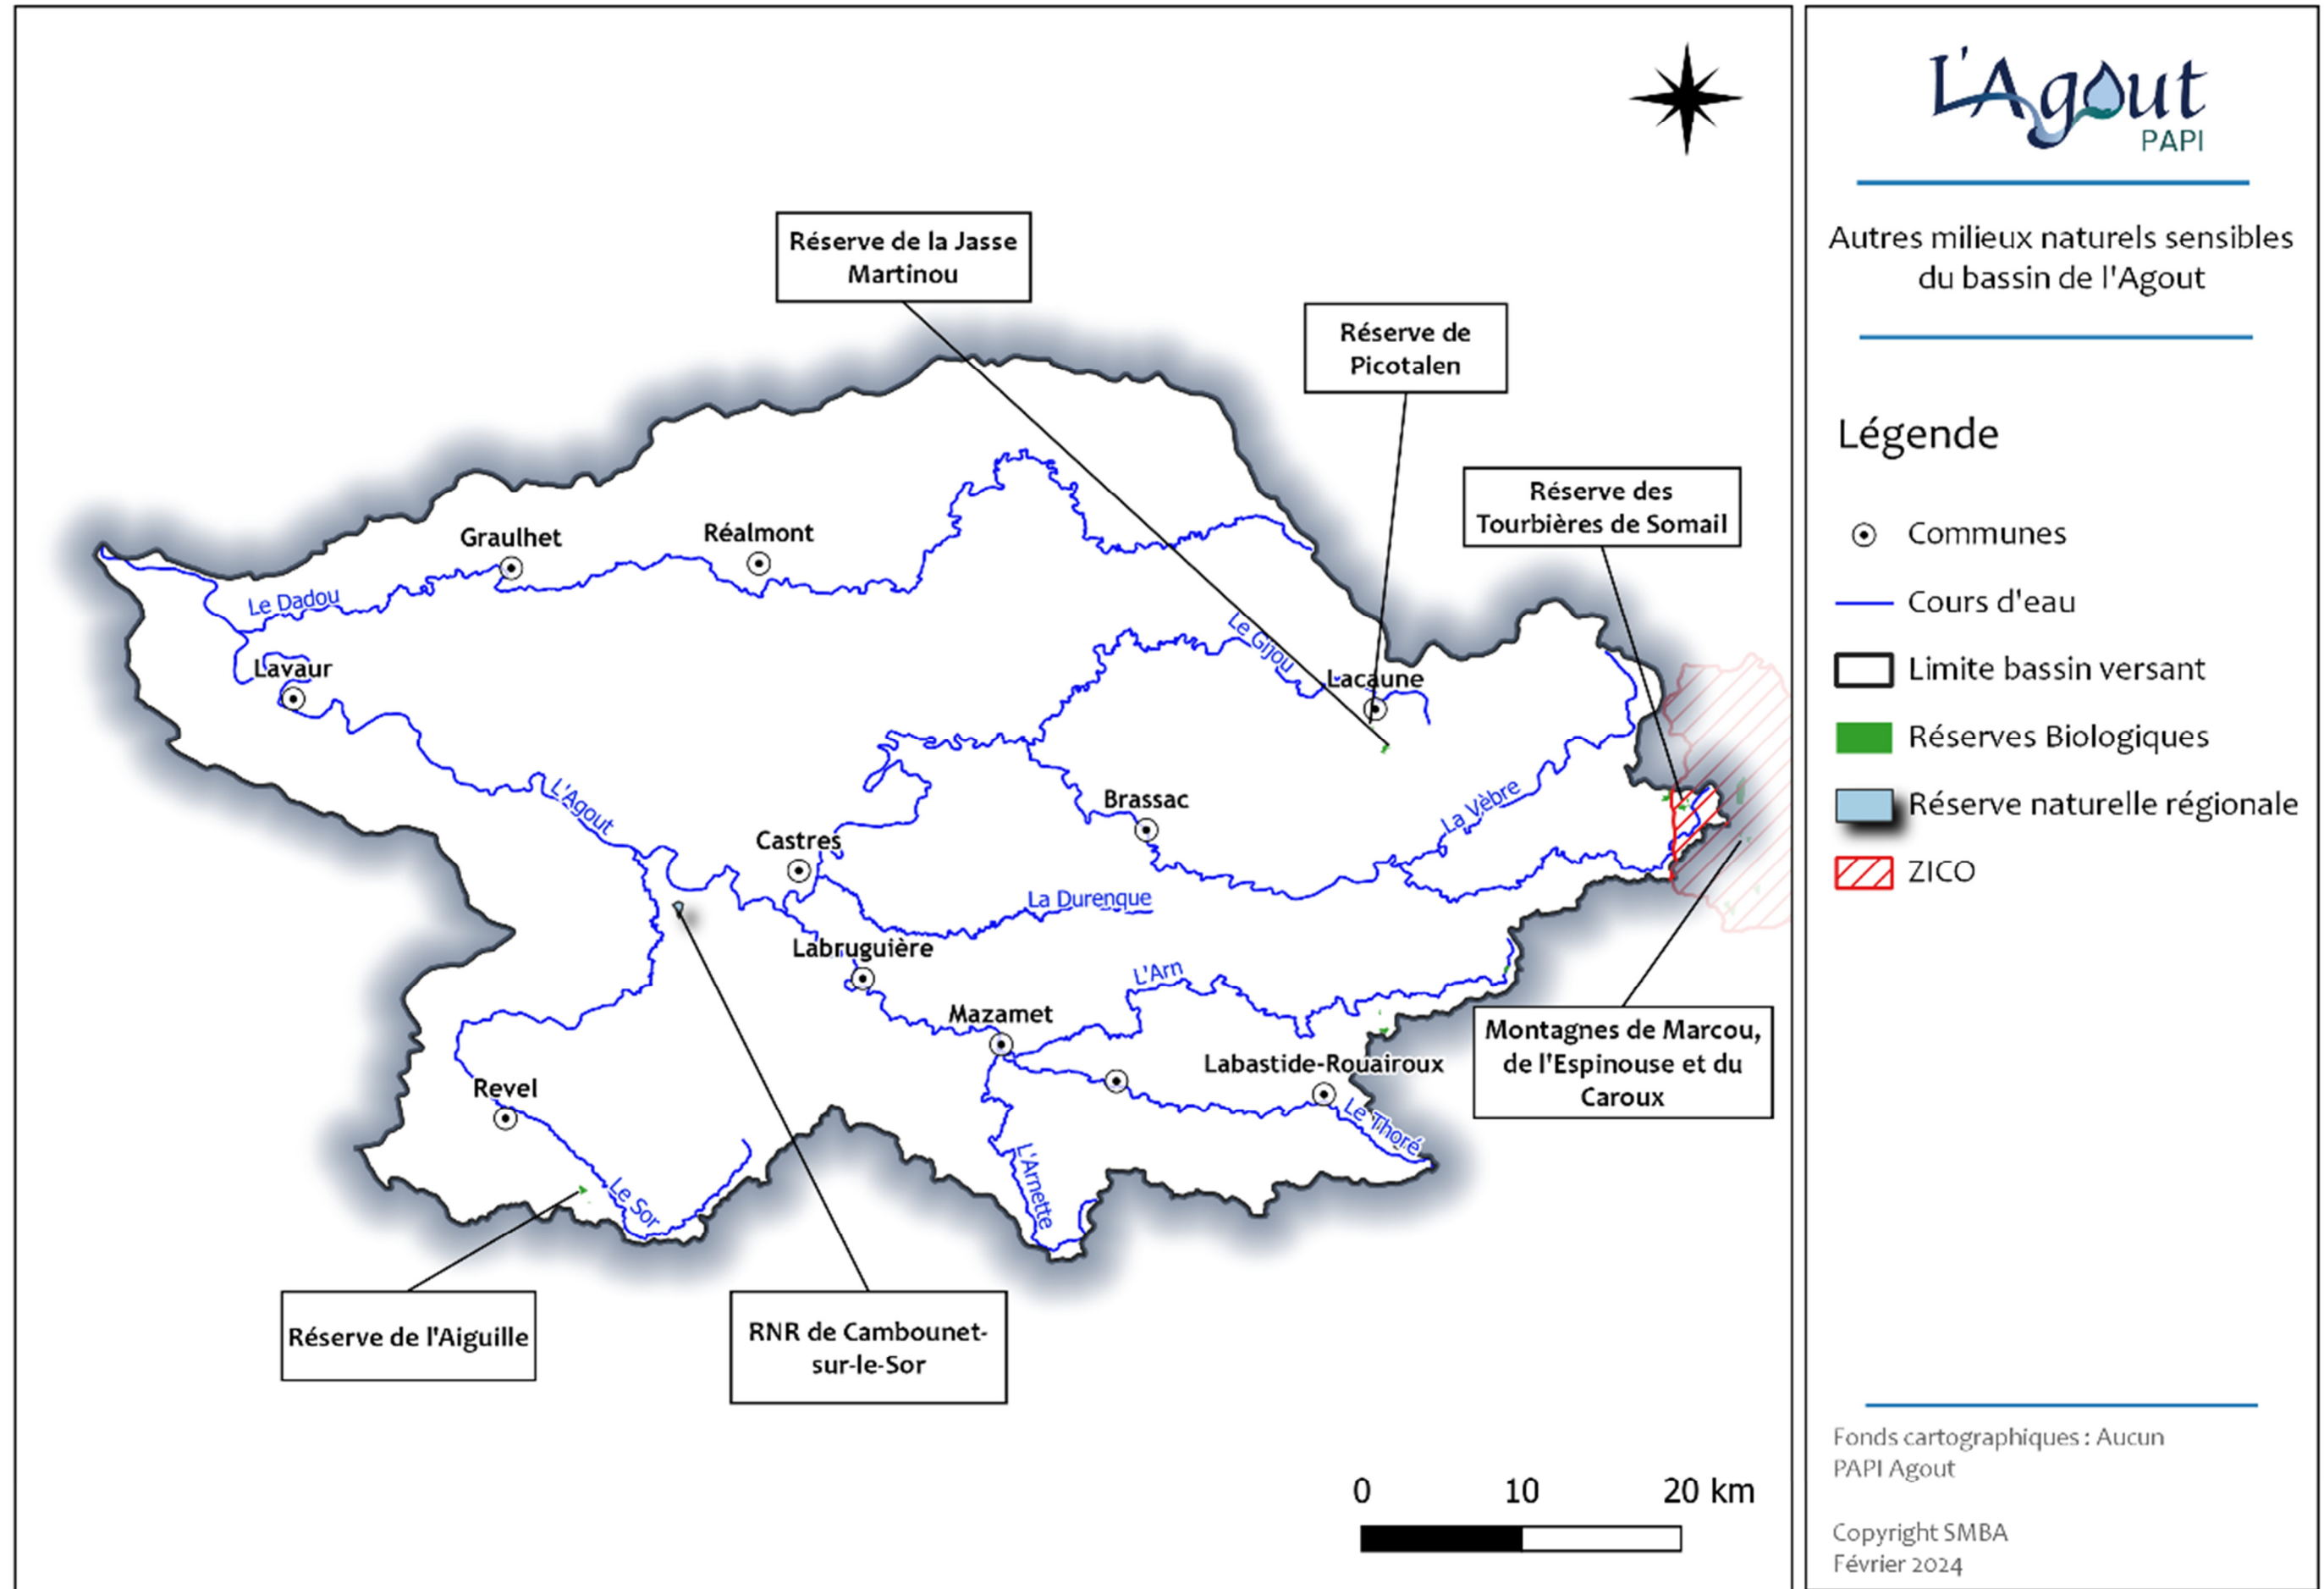 Réserve de la Jasse
Martinou
Réserve de
Picotalen
Réserve des
Tourbières de Somail
Graulhet
Réalmont
Le Dadou
Lavaur
Le Gijou
Lacaune
L'Agout
Brassac
La Vèbre
Castres
La Durenque
Labruguière
L'Arn
Mazamet
Labastide-Rouairoux
Le Thoré
Montagnes de Marcou,
de l'Espinouse et du
Caroux
Revel
L'Arnette
Le Sor
Réserve de l'Aiguille
RNR de Cambounet-
sur-le-Sor
0 10 20 km
L'Agout
PAPI
Autres milieux naturels sensibles
du bassin de l'Agout
Légende
Communes
Cours d'eau
Limite bassin versant
Réserves Biologiques
Réserve naturelle régionale
ZICO
Fonds cartographiques : Aucun
PAPI Agout
Copyright SMBA
Février 2024